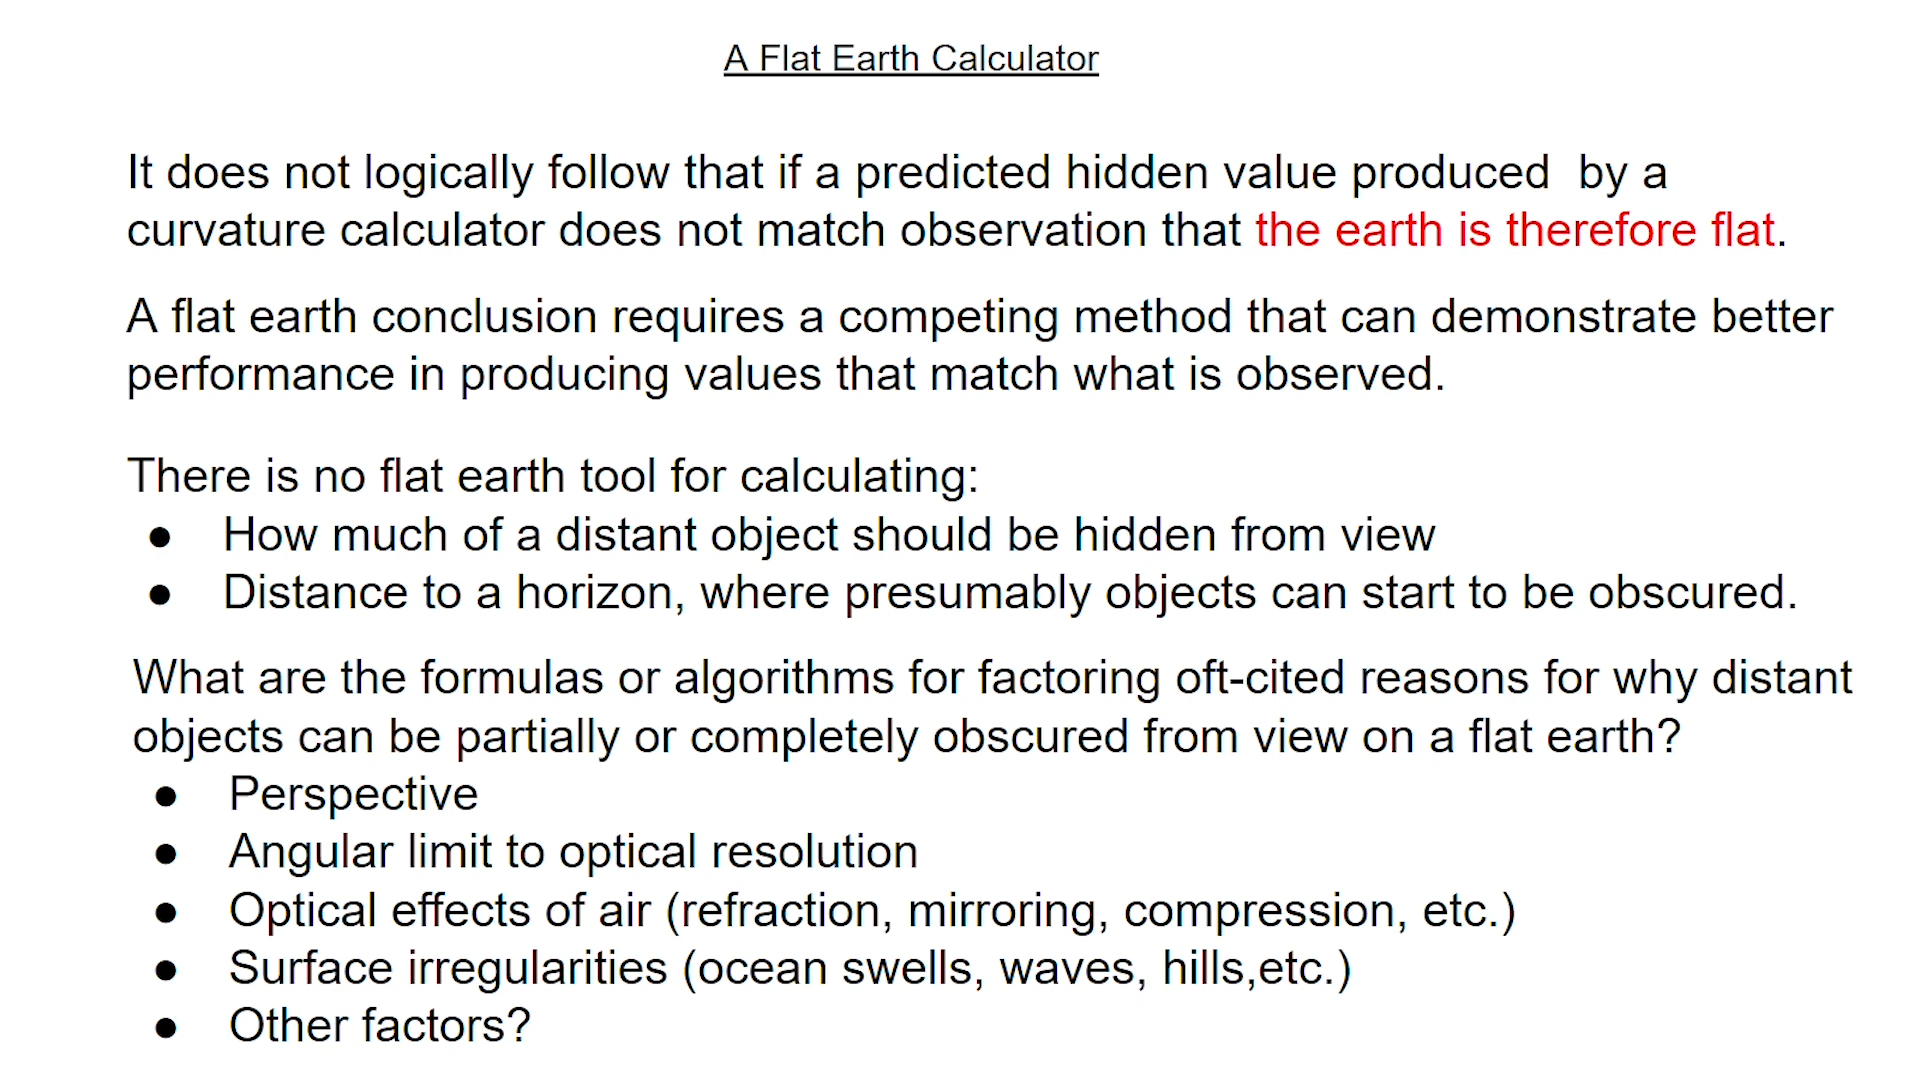 A Flat Earth Calculator
It does not logically follow that if a predicted hidden value produced  by a
curvature calculator does not match observation that the earth is therefore flat.
A flat earth conclusion requires a competing method that can demonstrate better
performance in producing values that match what is observed.
There is no flat earth tool for calculating:
● How much of a distant object should be hidden from view
● Distance to a horizon, where presumably objects can start to be obscured.
What are the formulas or algorithms for factoring oft-cited reasons for why distant
objects can be partially or completely obscured from view on a flat earth?
● Perspective
● Angular limit to optical resolution
● Optical effects of air (refraction, mirroring, compression, etc.)
● Surface irregularities (ocean swells, waves, hills,etc.)
● Other factors?